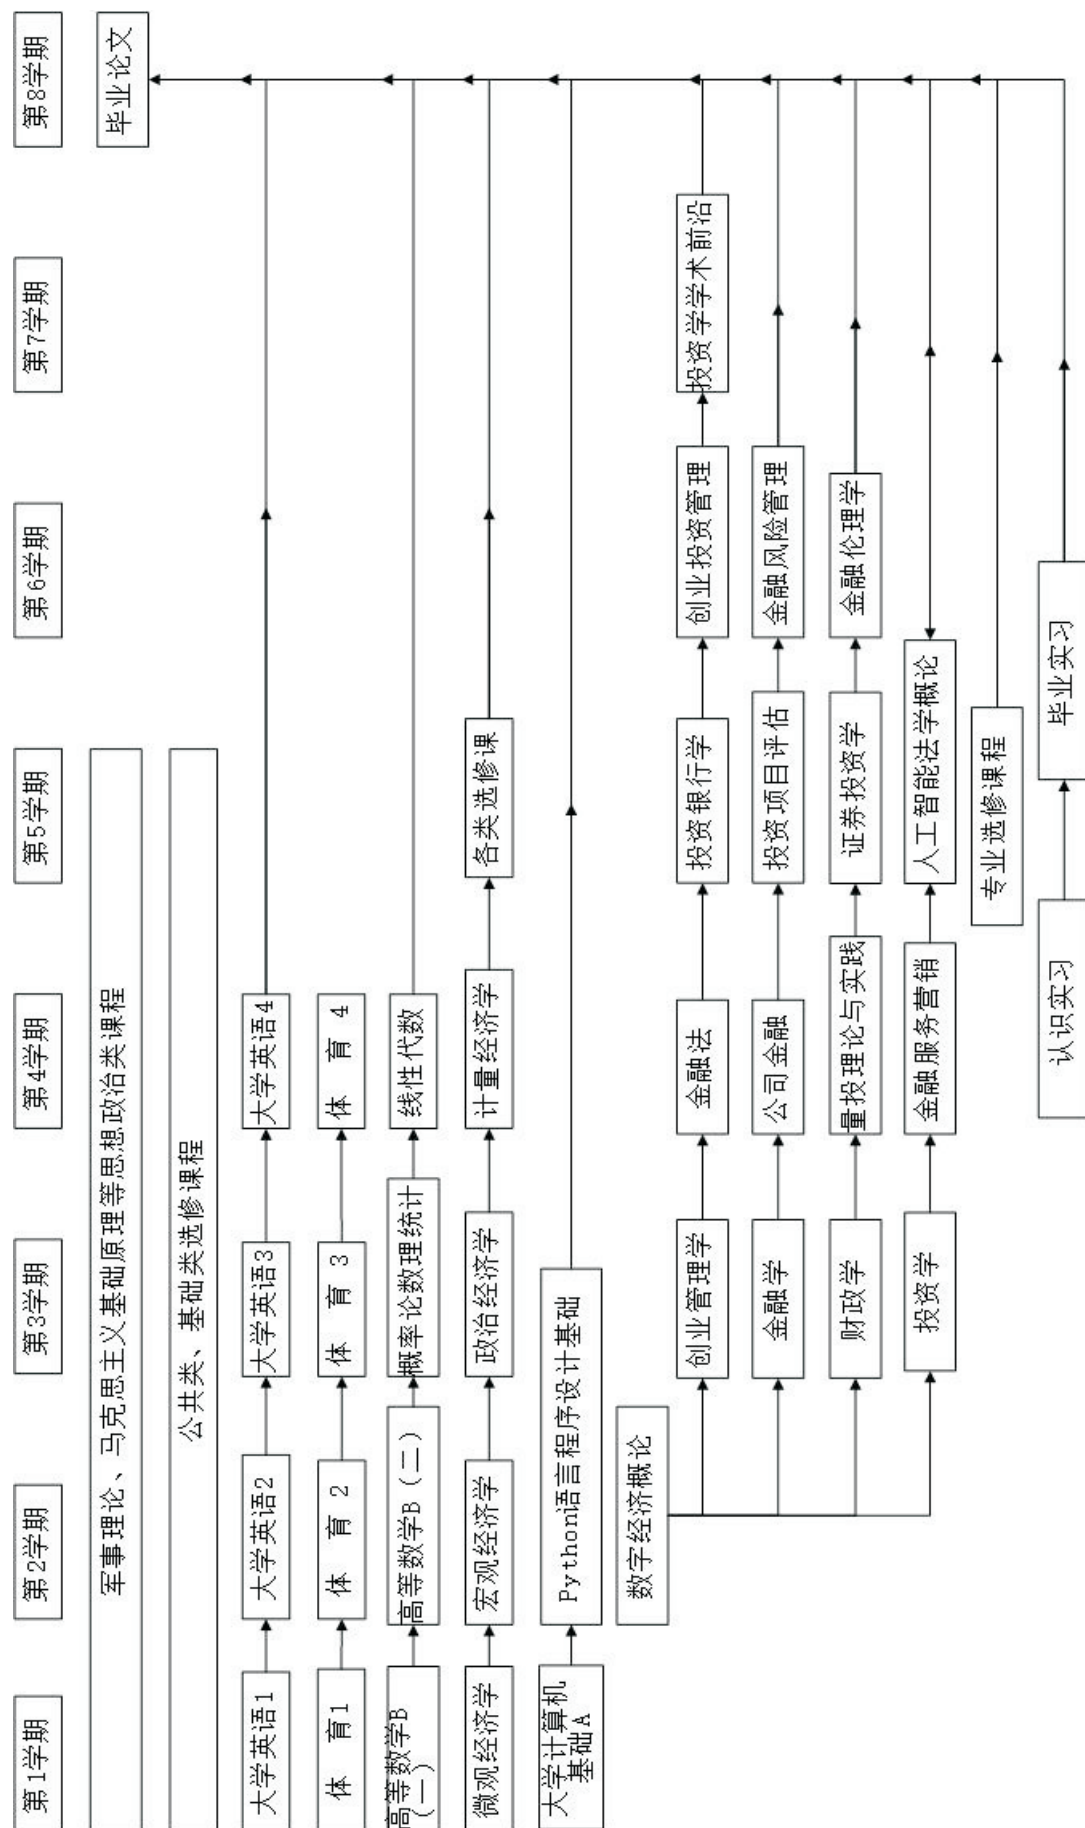 第1学期
第2学期
第3学期
第4学期
第5学期
第6学期
第7学期
第8学期
军事理论、马克思主义基础原理等思想政治类课程
毕业论文
公共类、基础类选修课程
大学英语1
大学英语2
大学英语3
大学英语4
体 育1
体 育 2
体 育 3
体 育 4
高等数学B
(一)
高等数学B(二)
概率论数理统计
线性代数
微观经济学
宏观经济学
政治经济学
计量经济学
各类选修课
大学计算机
基础A
Python语言程序设计基础
数字经济概论
创业管理学
金融法
投资银行学
创业投资管理
投资学学术前沿
金融学
公司金融
投资项目评估
金融风险管理
财政学
量投理论与实践
证券投资学
金融伦理学
投资学
金融服务营销
人工智能法学概论
专业选修课程
认识实习
毕业实习